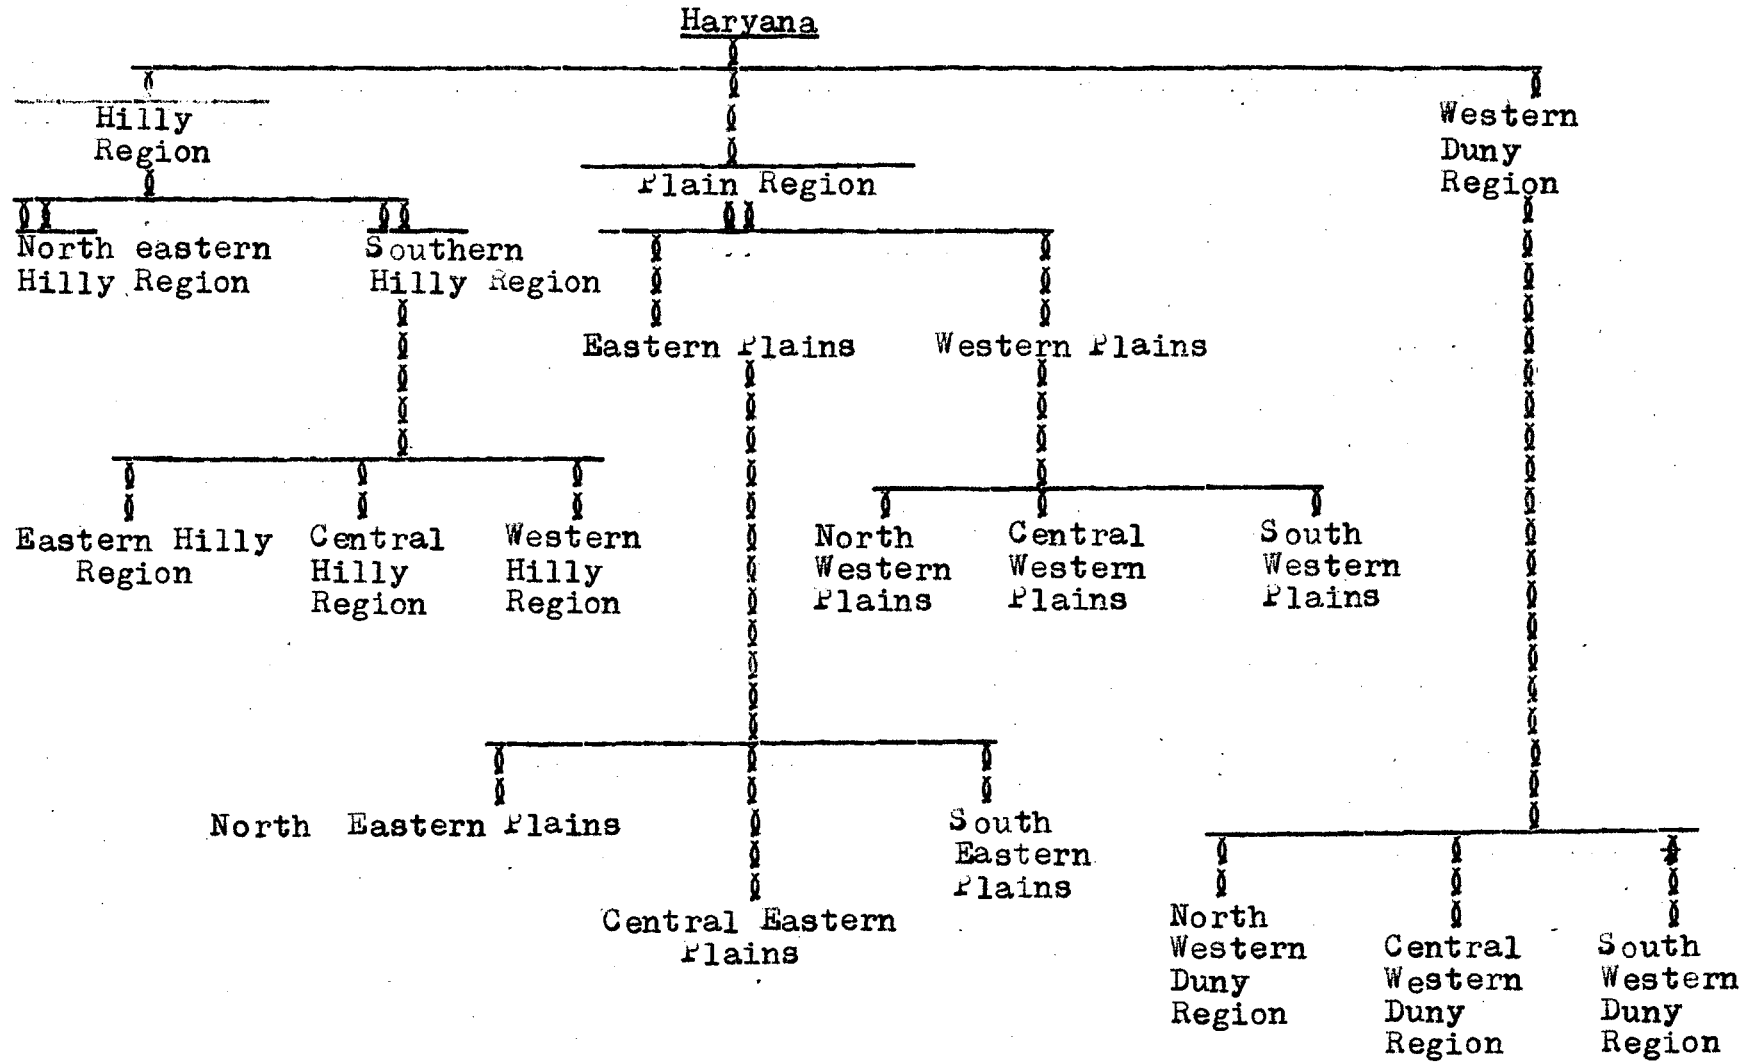 Haryana
Hilly
Region
Plain Region
Western
Duny
Region
North eastern
Hilly Region
Southern
Hilly Region
Eastern Plains
Western Plains
Eastern Hilly
Region
Central
Hilly
Region
Western
Hilly
Region
North
Western
Plains
Central
Western
Plains
South
Western
Plains
North Eastern Plains
Central Eastern
Plains
South
Eastern
Plains
North
Western
Duny
Region
Central
Western
Duny
Region
South
Western
Duny
Region